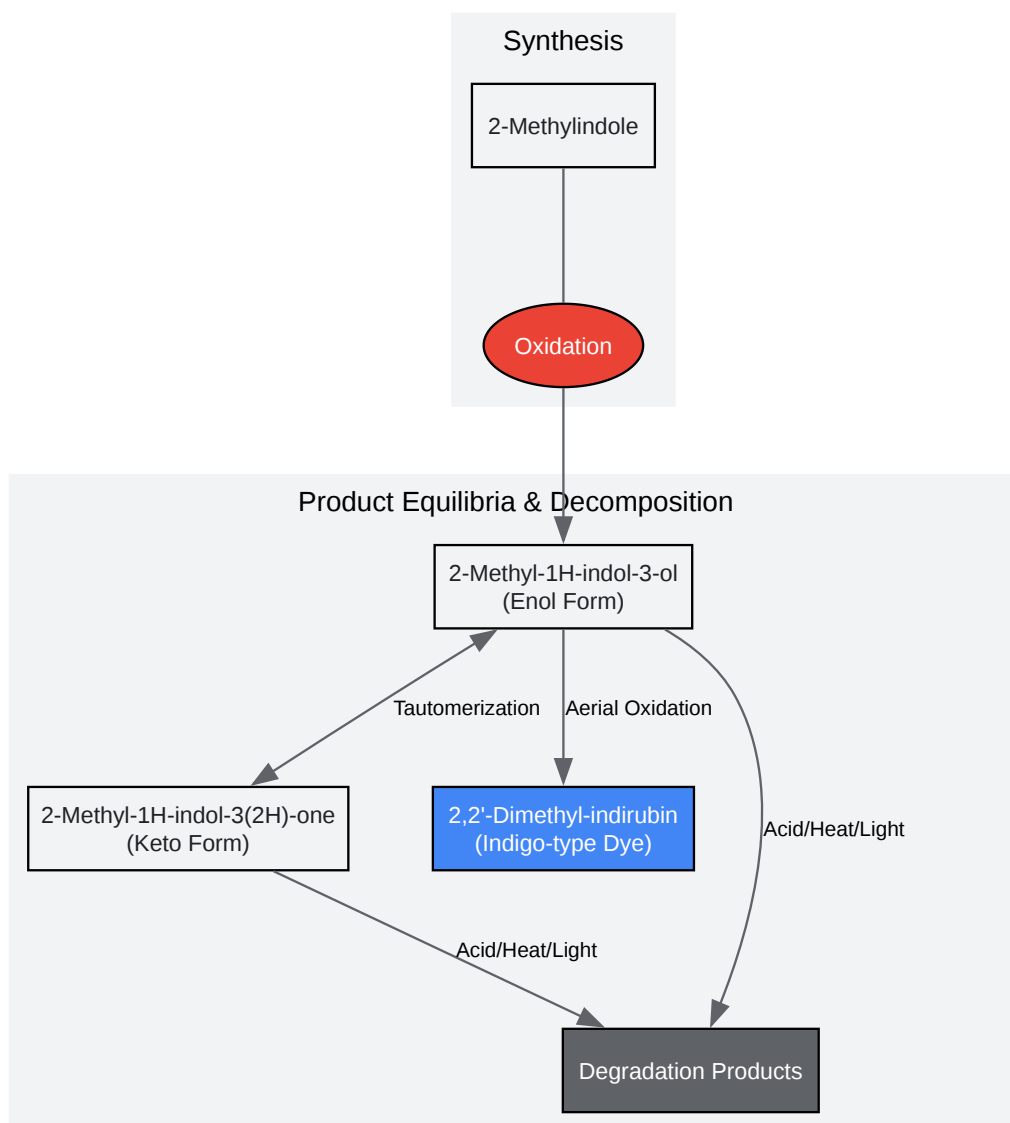 Synthesis
2-Methylindole
Oxidation
Product Equilibria & Decomposition
2-Methyl-1H-indol-3-ol
(Enol Form)
Tautomerization
Aerial Oxidation
2-Methyl-1H-indol-3(2H)-one
(Keto Form)
2,2'-Dimethyl-indirubin
(Indigo-type Dye)
Acid/Heat/Light
Acid/Heat/Light
Degradation Products